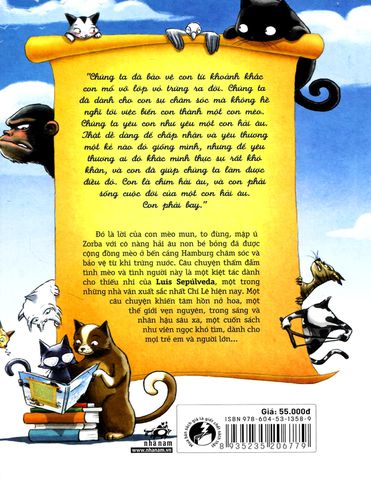 "Chúng ta đã bảo vệ con từ khoảnh khắc
con mổ vỡ lớp vỏ trứng ra đời. Chúng
ta đã dành cho con sự chăm sóc mà không hề
nghĩ tới việc biến con thành một con mèo.
Chúng ta yêu con như yêu một con hải âu.
Thật dễ dàng để chấp nhận và yêu thương
một kẻ nào đó giống mình, nhưng để yêu
thương ai đó khác mình thực sự rất khó
khăn, và con đã giúp chúng ta làm được
điều đó. Con là chim hải âu, và con phải
sống cuộc đời của một con hải âu.
Con phải bay."
Đó là lời của con mèo mun, to đùng, mập ú
Zorba với cô nàng hải âu non bé bỏng đã được
cộng đồng mèo ở bến cảng Hamburg chăm sóc và
bảo vệ từ khi trứng nước. Câu chuyện thấm đẫm
tình mèo và tình người này là một kiệt tác dành
cho thiếu nhi của Luis Sepúlveda, một trong
những nhà văn xuất sắc nhất Chi Lê hiện nay. Một
câu chuyện khiến tâm hồn nở hoa, một
thế giới vẹn nguyên, trong sáng và
nhân hậu sâu xa, một cuốn sách
như viên ngọc khó tìm, dành cho
mọi trẻ em và người lớn...
nhã nam
www.nhanam.vn
Giá: 55.000đ
ISBN 978-604-53-1358-9
8 935235 206779